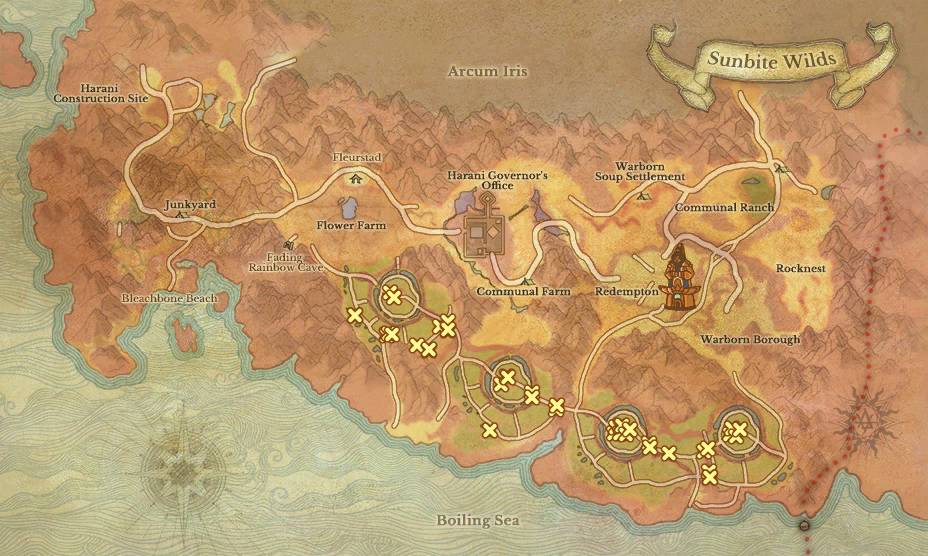 Sunbite Wilds
Arcum Iris
Harani
Construction Site
Fleurstad
Harani Governor's
Office
Warborn
Soup Settlement
Junkyard
Flower Farm
Communal Ranch
Fading
Rainbow Cave
Rocknest
Bleachbone Beach
Communal Farm
Redempton
Warborn Borough
Boiling Sea